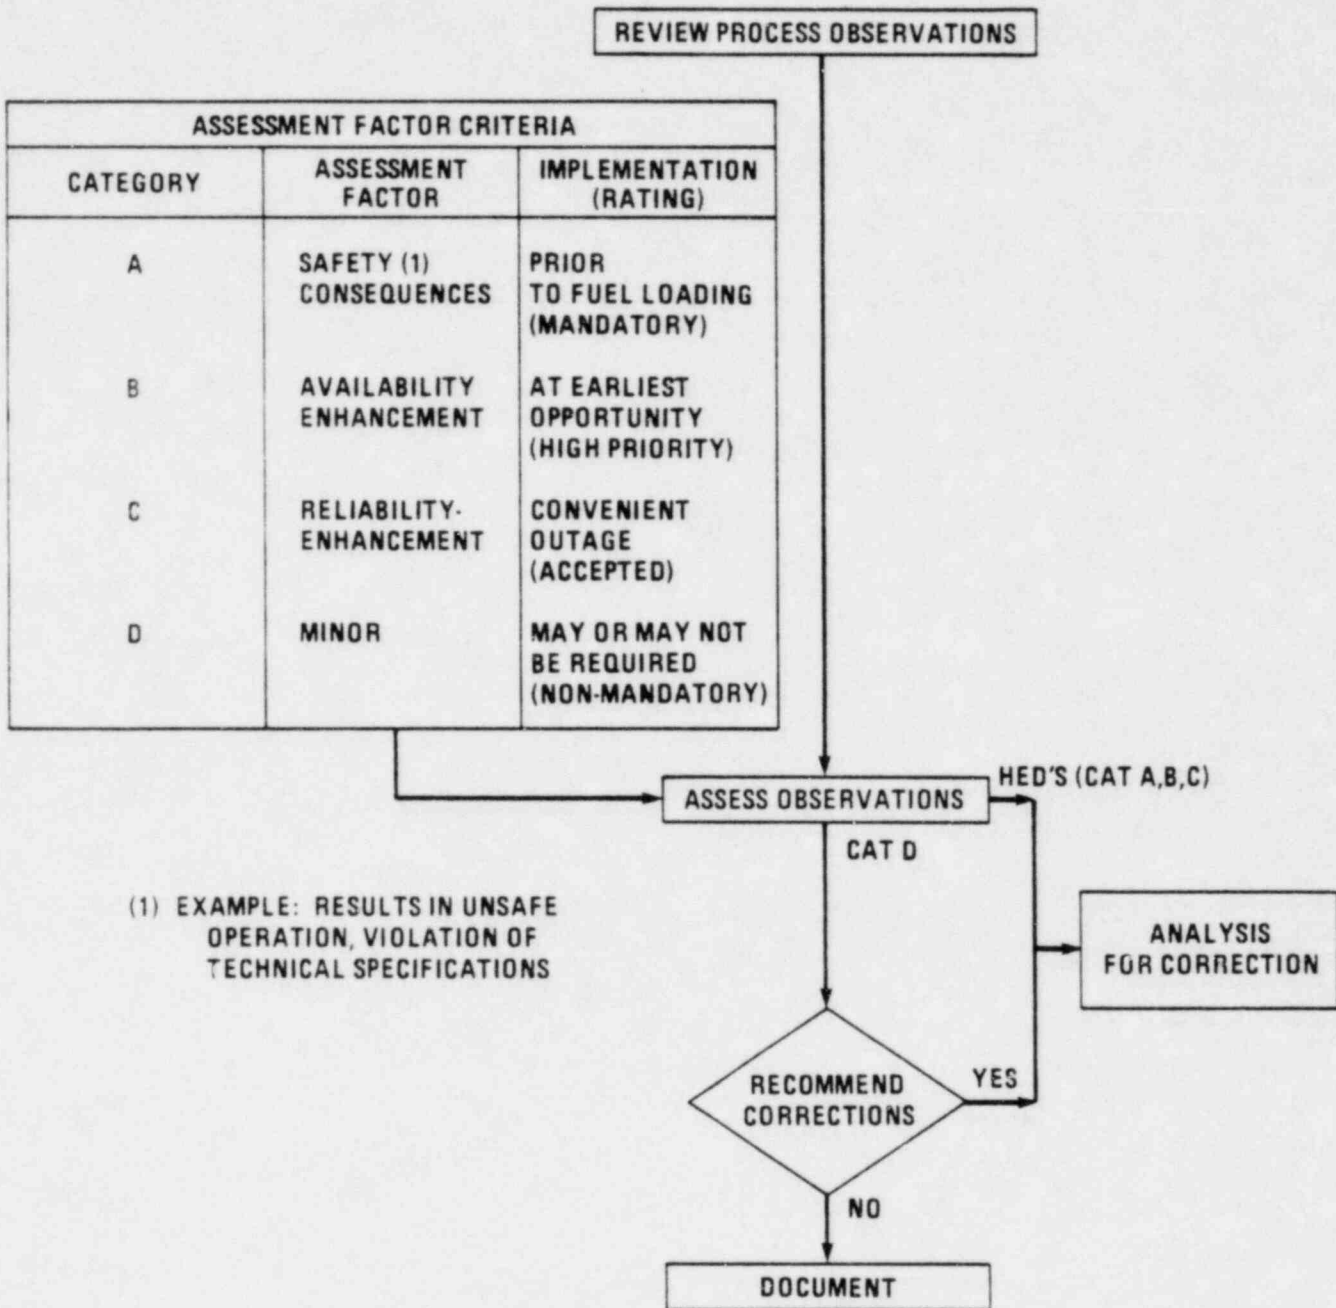 REVIEW PROCESS OBSERVATIONS
ASSESSMENT FACTOR CRITERIA
CATEGORY
ASSESSMENT
FACTOR
IMPLEMENTATION
(RATING)
A
SAFETY (1)
CONSEQUENCES
PRIOR
TO FUEL LOADING
(MANDATORY)
B
AVAILABILITY
ENHANCEMENT
AT EARLIEST
OPPORTUNITY
(HIGH PRIORITY)
C
RELIABILITY-
ENHANCEMENT
CONVENIENT
OUTAGE
(ACCEPTED)
D
MINOR
MAY OR MAY NOT
BE REQUIRED
(NON-MANDATORY)
ASSESS OBSERVATIONS
HED'S (CAT A,B,C)
CAT D
(1) EXAMPLE: RESULTS IN UNSAFE
OPERATION, VIOLATION OF
TECHNICAL SPECIFICATIONS
ANALYSIS
FOR CORRECTION
RECOMMEND
CORRECTIONS
YES
NO
DOCUMENT